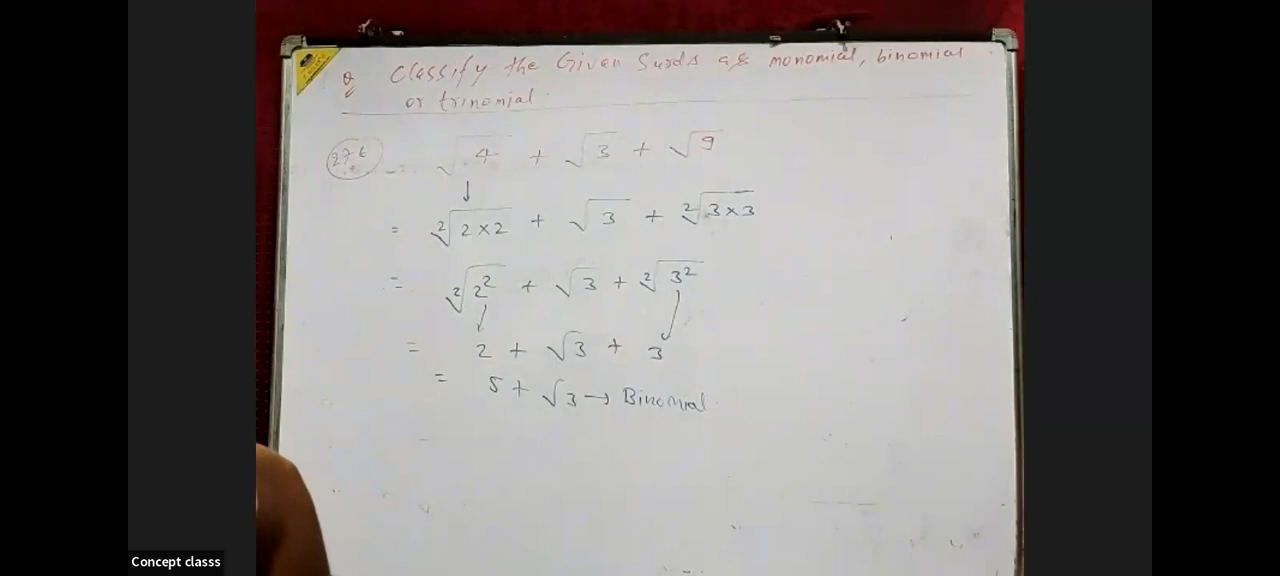 Q Classify the Given Surds as monomial, binomial
or trinomial.
276 √4 + √3 + √9
↓
= ²√2×2 + √3 + ²√3×3
= ²√2² + √3 + ²√3²
= 2 + √3 + 3
= 5 + √3 → Binomial
Concept classs